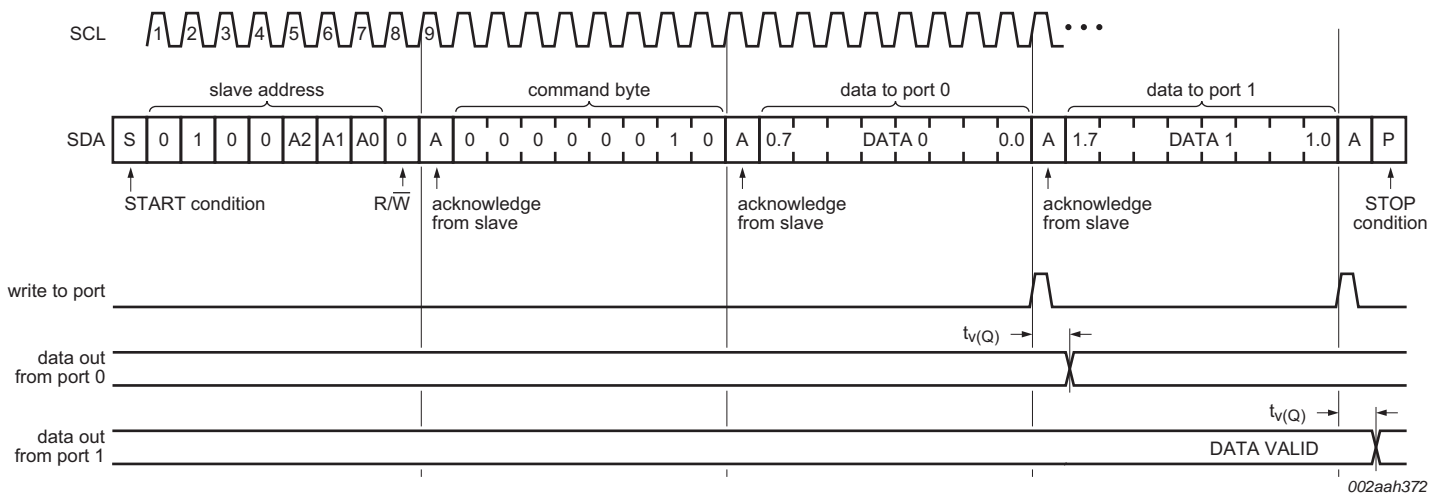 SCL 1 2 3 4 5 6 7 8 9 • • •
slave address command byte data to port 0 data to port 1
SDA S 0 1 0 0 A2 A1 A0 0 A 0 0 0 0 0 0 1 0 A 0.7 DATA 0 0.0 A 1.7 DATA 1 1.0 A P
START condition R/W̅ acknowledge acknowledge acknowledge STOP
from slave from slave from slave condition
write to port
tv(Q)
data out
from port 0
tv(Q)
data out
from port 1 DATA VALID
002aah372